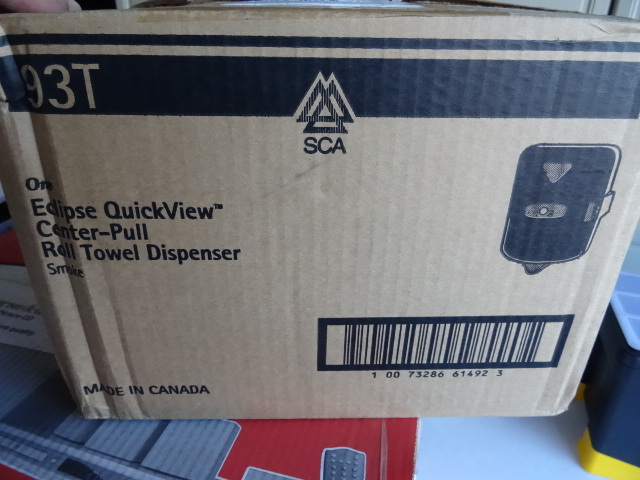 93T
SCA
One
Eclipse QuickView™
Center-Pull
Roll Towel Dispenser
Smoke
1 00 73286 61492 3
MADE IN CANADA